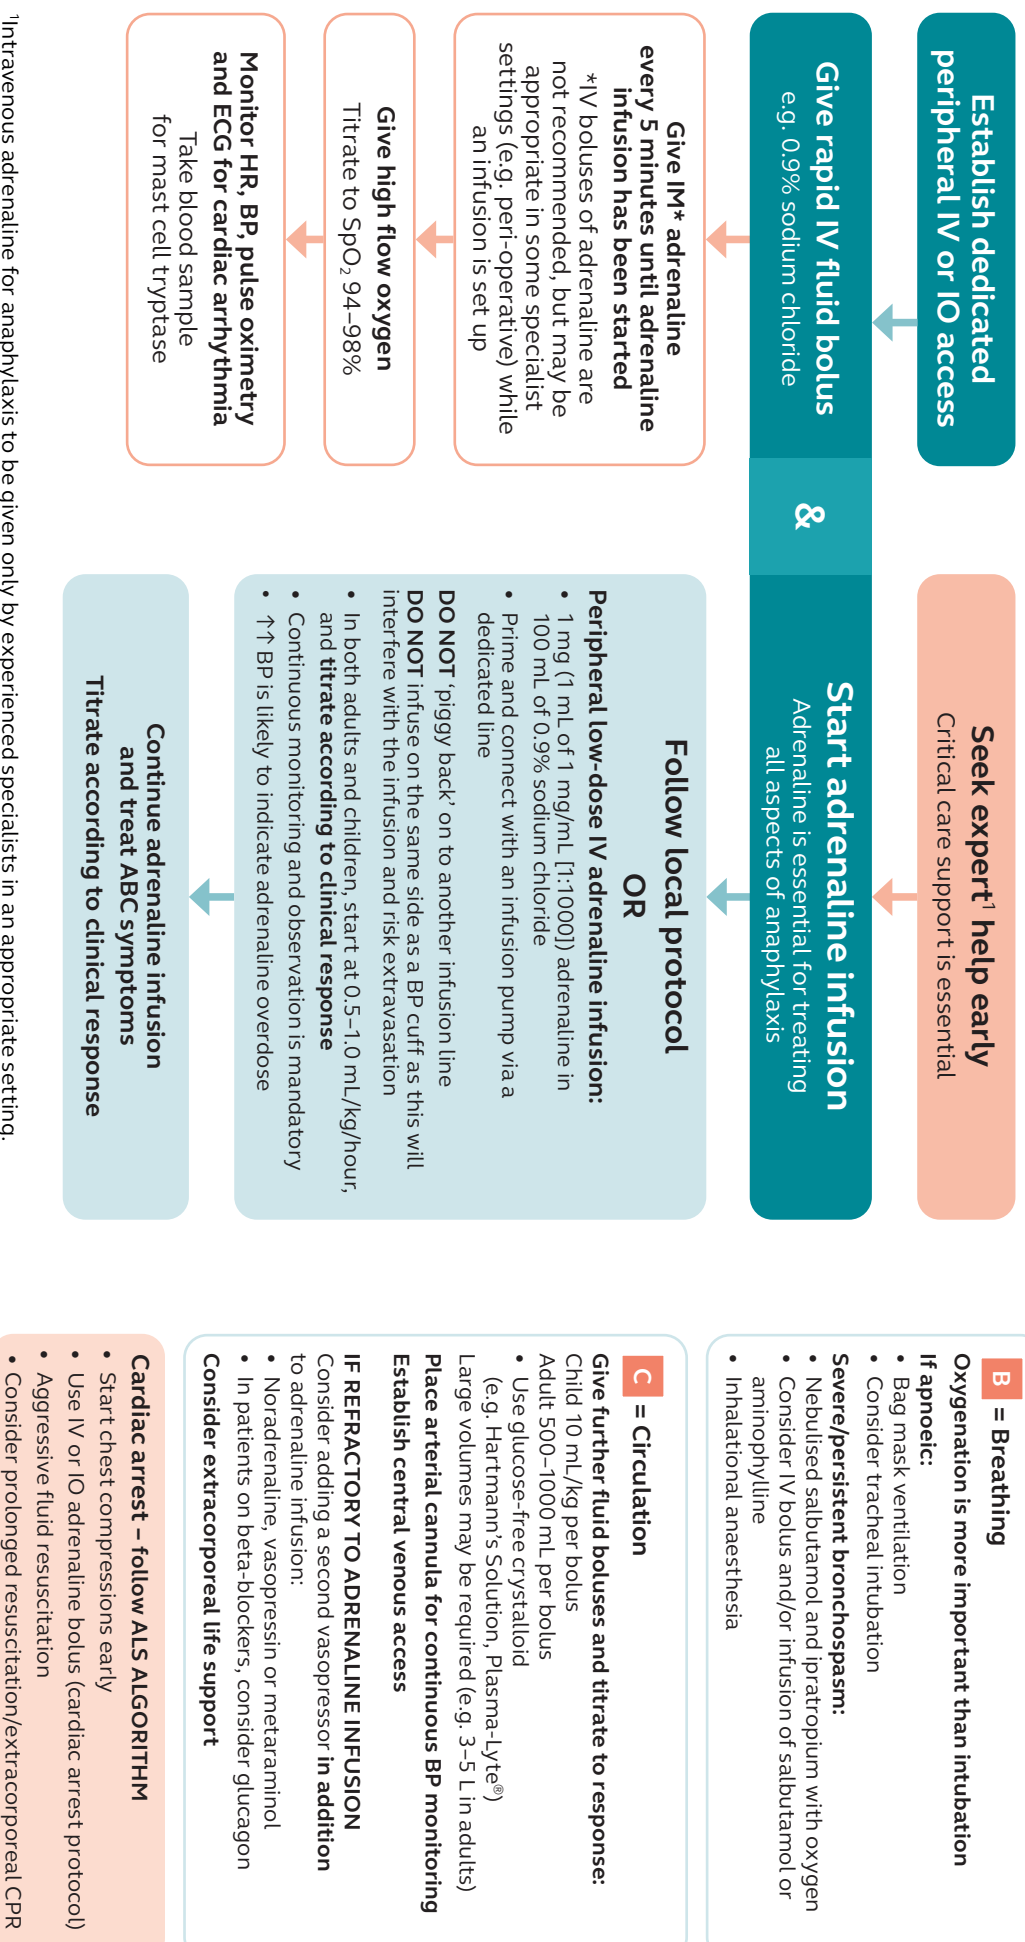 Establish dedicated
peripheral IV or IO access
Seek expert¹ help early
Critical care support is essential
Give rapid IV fluid bolus
e.g. 0.9% sodium chloride
&
Start adrenaline infusion
Adrenaline is essential for treating
all aspects of anaphylaxis
Give IM* adrenaline
every 5 minutes until adrenaline
infusion has been started
*IV boluses of adrenaline are
not recommended, but may be
appropriate in some specialist
settings (e.g. peri-operative) while
an infusion is set up
Give high flow oxygen
Titrate to SpO₂ 94–98%
Monitor HR, BP, pulse oximetry
and ECG for cardiac arrhythmia
Take blood sample
for mast cell tryptase
Follow local protocol
OR
Peripheral low-dose IV adrenaline infusion:
• 1 mg (1 mL of 1 mg/mL [1:1000]) adrenaline in
100 mL of 0.9% sodium chloride
• Prime and connect with an infusion pump via a
dedicated line
DO NOT ‘piggy back’ on to another infusion line
DO NOT infuse on the same side as a BP cuff as this will
interfere with the infusion and risk extravasation
• In both adults and children, start at 0.5–1.0 mL/kg/hour,
and titrate according to clinical response
• Continuous monitoring and observation is mandatory
• ↑↑ BP is likely to indicate adrenaline overdose
Continue adrenaline infusion
and treat ABC symptoms
Titrate according to clinical response
¹Intravenous adrenaline for anaphylaxis to be given only by experienced specialists in an appropriate setting.
B = Breathing
Oxygenation is more important than intubation
If apnoeic:
• Bag mask ventilation
• Consider tracheal intubation
Severe/persistent bronchospasm:
• Nebulised salbutamol and ipratropium with oxygen
• Consider IV bolus and/or infusion of salbutamol or
aminophylline
• Inhalational anaesthesia
C = Circulation
Give further fluid boluses and titrate to response:
Child 10 mL/kg per bolus
Adult 500–1000 mL per bolus
• Use glucose-free crystalloid
(e.g. Hartmann’s Solution, Plasma-Lyte®)
Large volumes may be required (e.g. 3–5 L in adults)
Place arterial cannula for continuous BP monitoring
Establish central venous access
IF REFRACTORY TO ADRENALINE INFUSION
Consider adding a second vasopressor in addition
to adrenaline infusion:
• Noradrenaline, vasopressin or metaraminol
• In patients on beta-blockers, consider glucagon
Consider extracorporeal life support
Cardiac arrest – follow ALS ALGORITHM
• Start chest compressions early
• Use IV or IO adrenaline bolus (cardiac arrest protocol)
• Aggressive fluid resuscitation
• Consider prolonged resuscitation/extracorporeal CPR